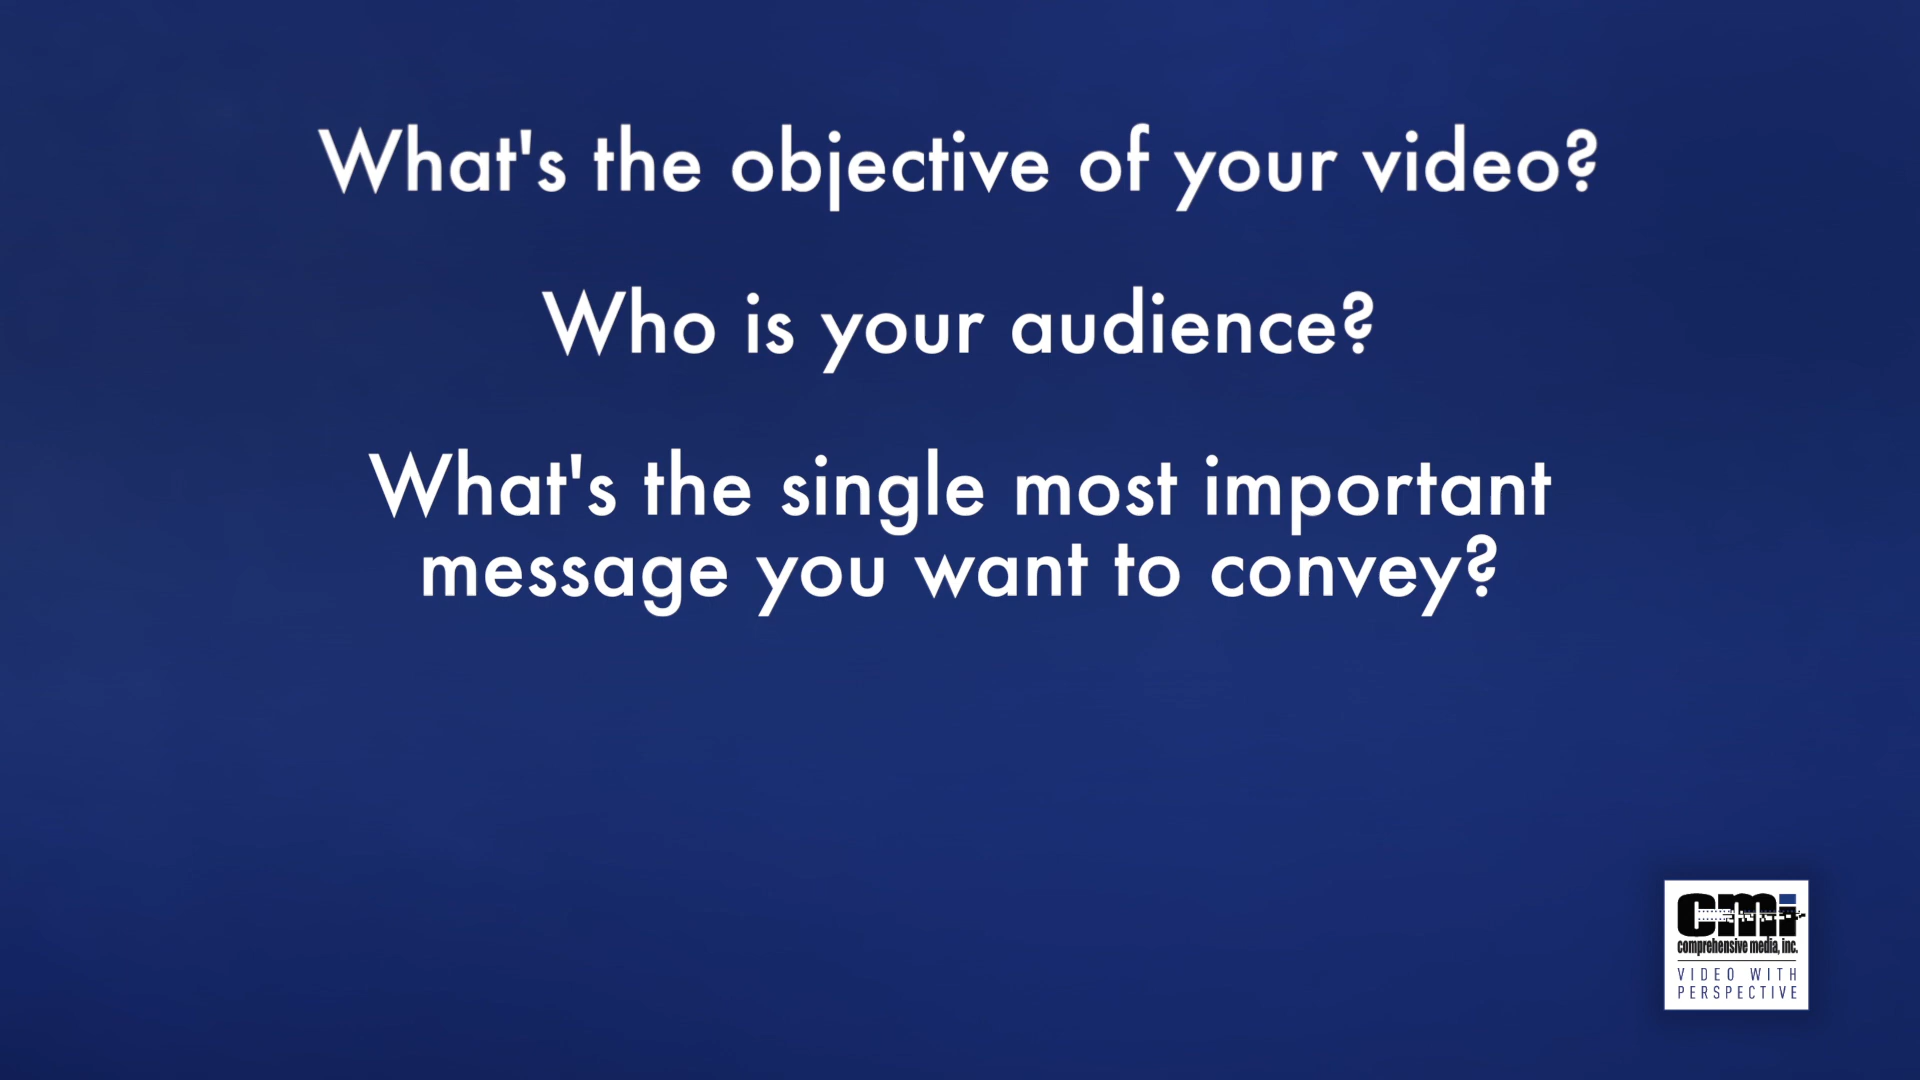 What's the objective of your video?
Who is your audience?
What's the single most important
message you want to convey?
cmi
comprehensive media, inc.
VIDEO WITH
PERSPECTIVE